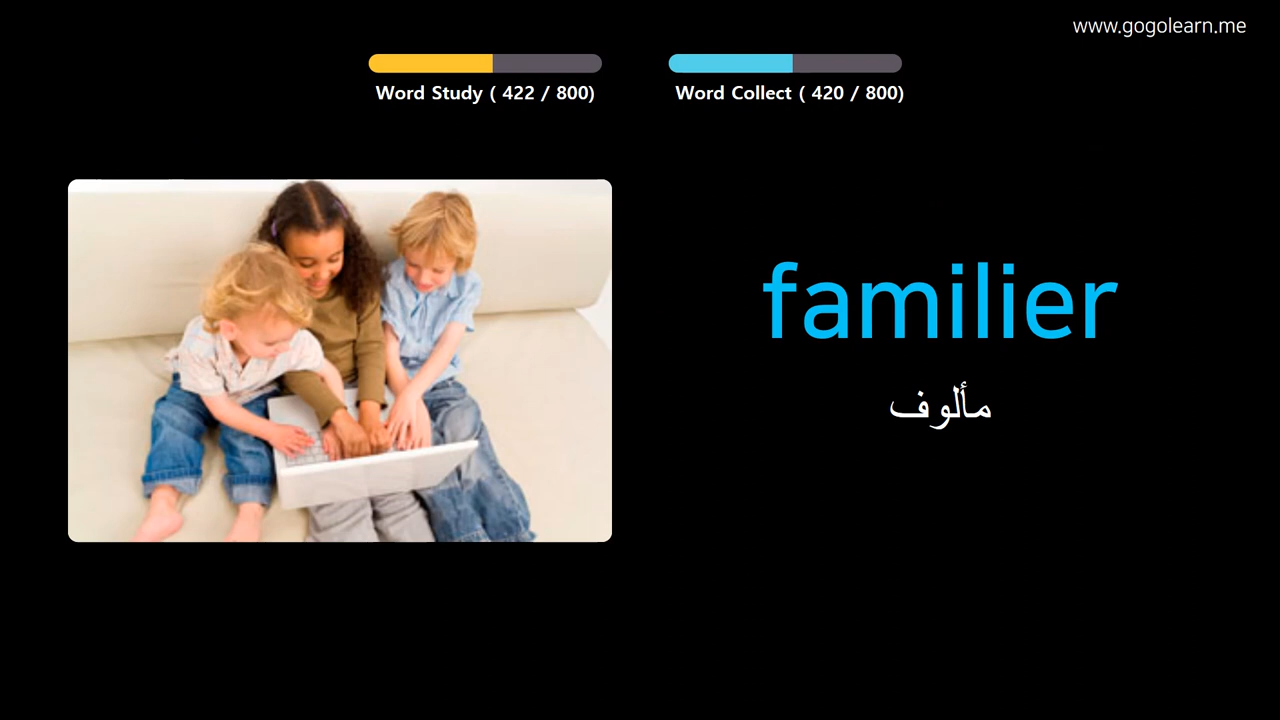 www.gogolearn.me
Word Study ( 422 / 800)
Word Collect ( 420 / 800)
familier
مألوف